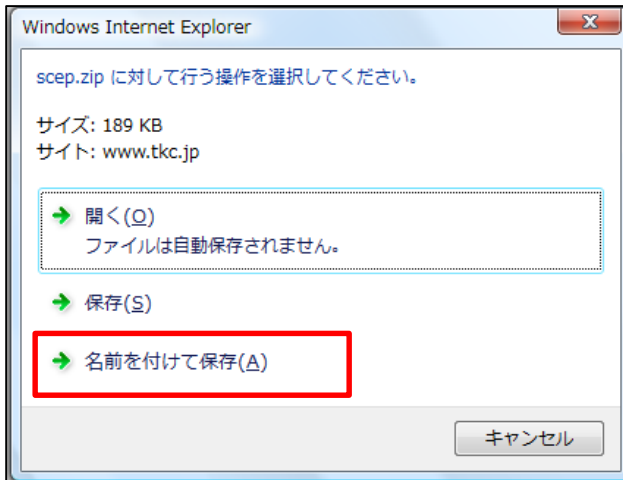 Windows Internet Explorer
scep.zip に対して行う操作を選択してください。
サイズ: 189 KB
サイト: www.tkc.jp
開く(O)
ファイルは自動保存されません。
保存(S)
名前を付けて保存(A)
キャンセル